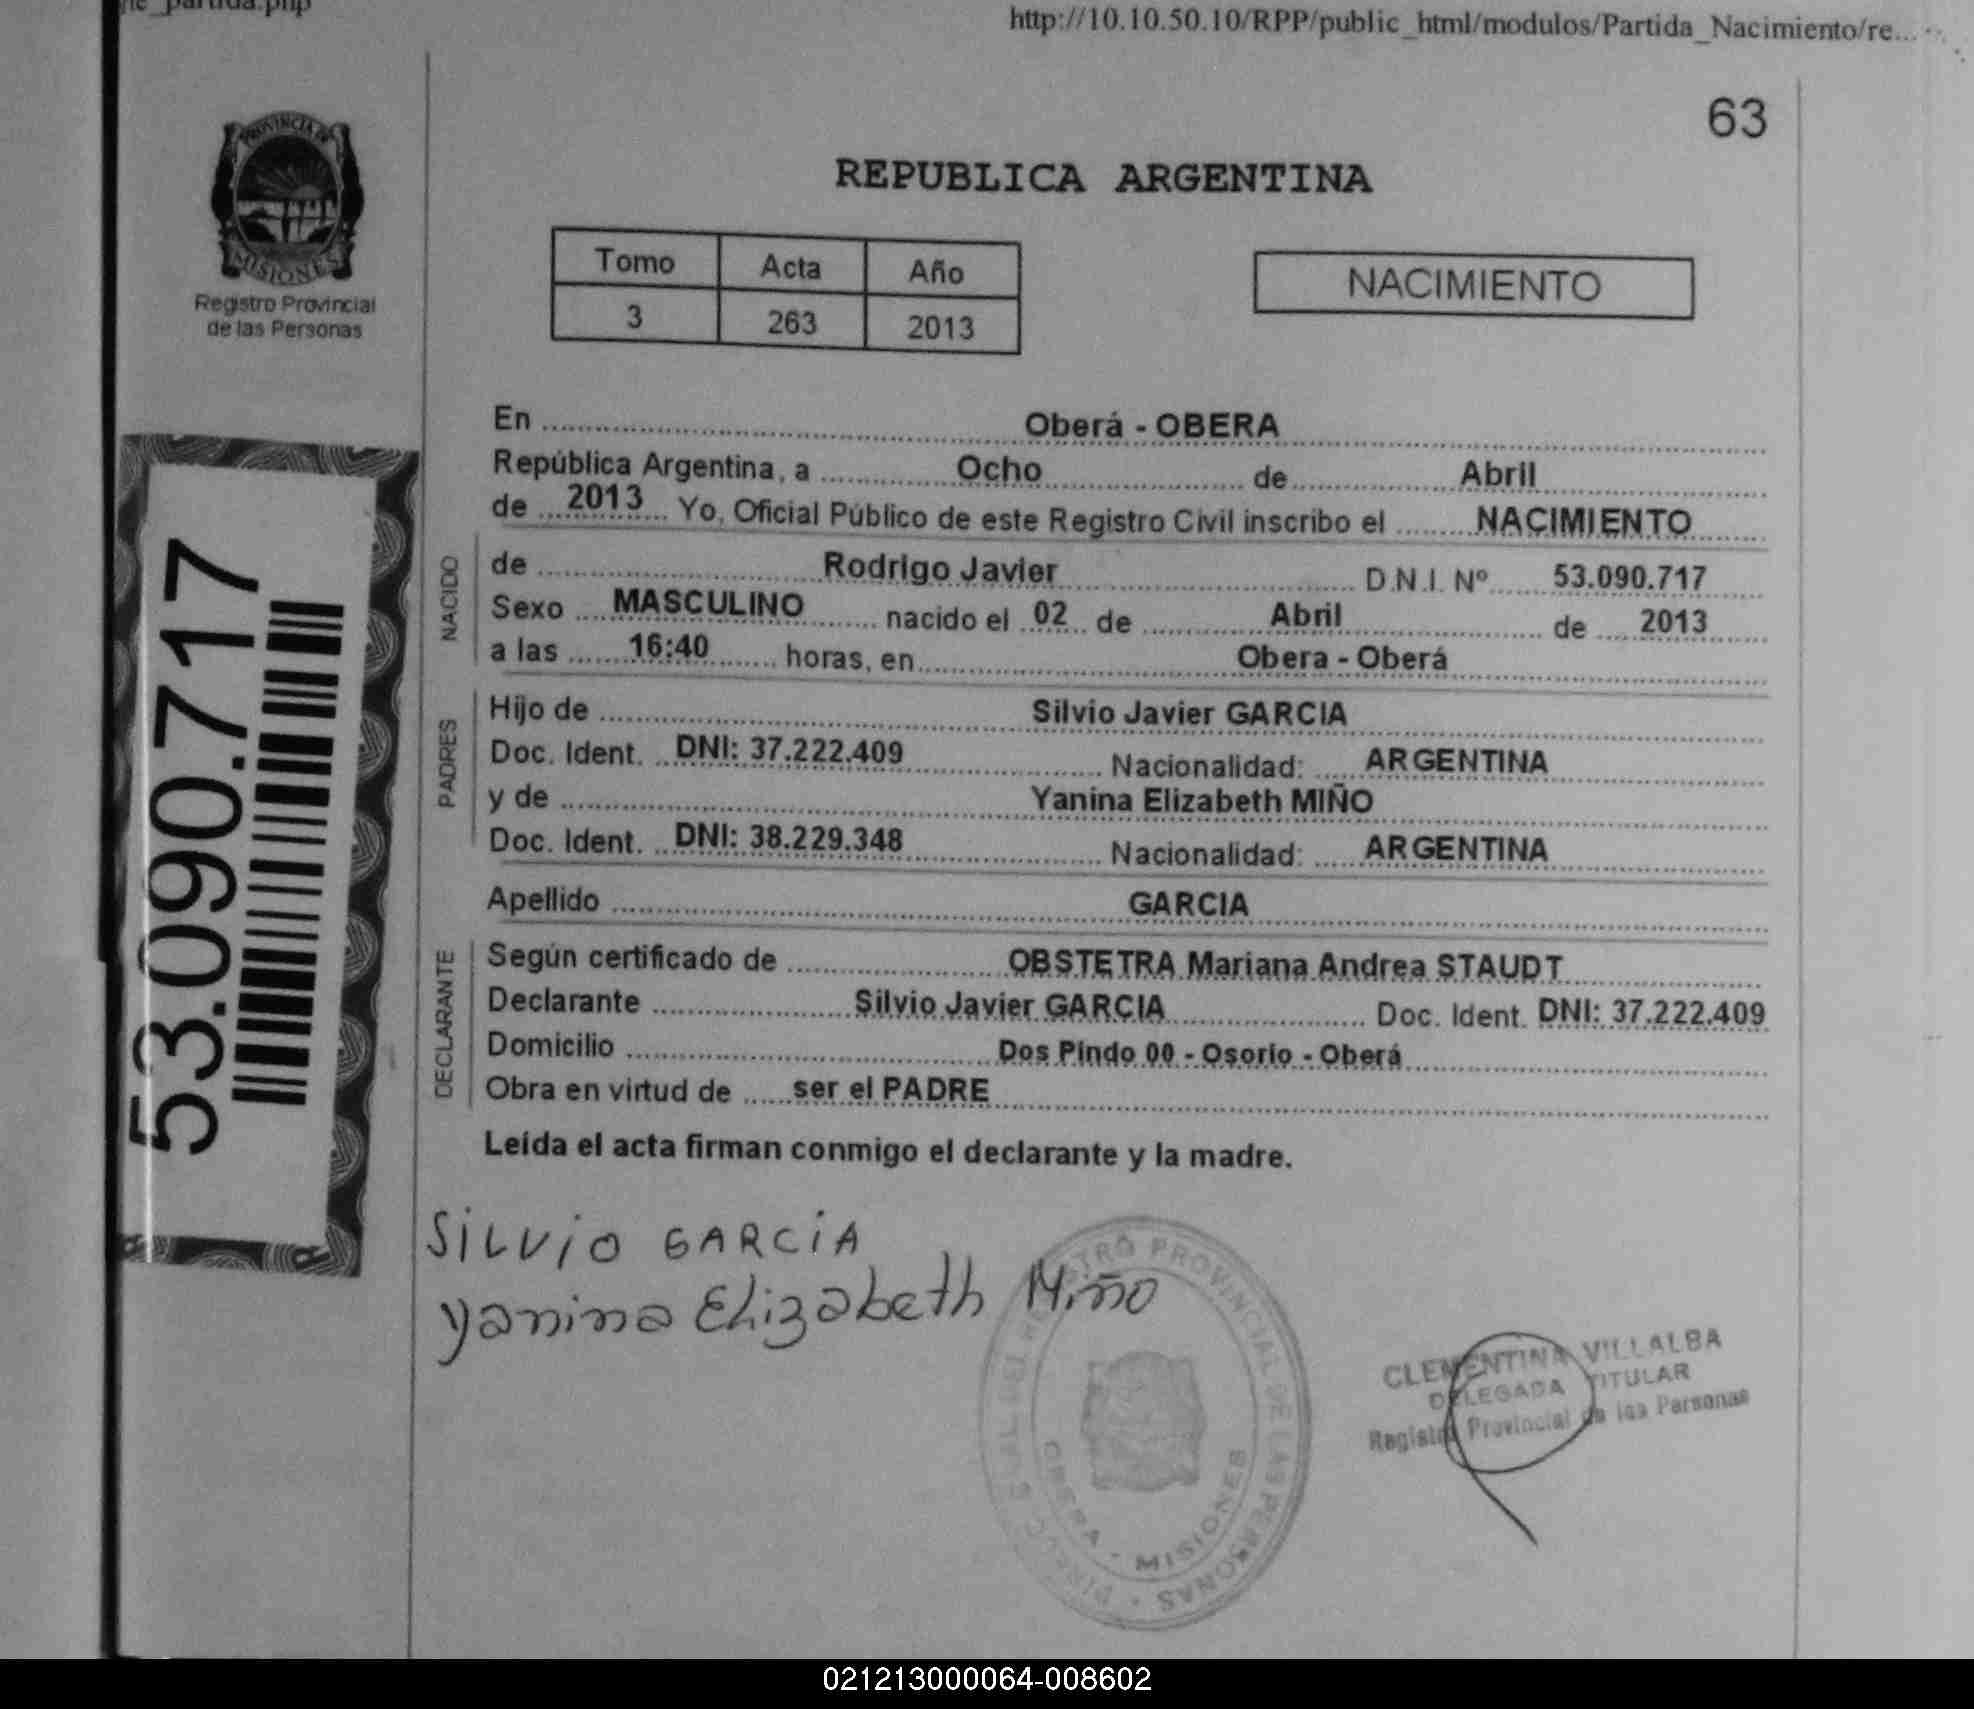 http://10.10.50.10/RPP/public_html/modulos/Partida_Nacimiento/re...
63
PROVINCIA DE
MISIONES
Registro Provincial
de las Personas
REPUBLICA ARGENTINA
Tomo Acta Año
3 263 2013
NACIMIENTO
En Oberá - OBERA
República Argentina, a Ocho de Abril
de 2013 Yo, Oficial Público de este Registro Civil inscribo el NACIMIENTO
NACIDO
de Rodrigo Javier D.N.I. Nº 53.090.717
Sexo MASCULINO nacido el 02 de Abril de 2013
a las 16:40 horas, en Obera - Oberá
PADRES
Hijo de Silvio Javier GARCIA
Doc. Ident. DNI: 37.222.409 Nacionalidad: ARGENTINA
y de Yanina Elizabeth MIÑO
Doc. Ident. DNI: 38.229.348 Nacionalidad: ARGENTINA
Apellido GARCIA
DECLARANTE
Según certificado de OBSTETRA Mariana Andrea STAUDT
Declarante Silvio Javier GARCIA Doc. Ident. DNI: 37.222.409
Domicilio Dos Pindo 00 - Osorio - Oberá
Obra en virtud de ser el PADRE
Leída el acta firman conmigo el declarante y la madre.
53.090.717
SiLViO GARCiA
Yanina Elizabeth Miño
PROVINCIAL DE LAS PERSONAS
OBERA - MISIONES
CLEMENTINA VILLALBA
DELEGADA TITULAR
Registro Provincial de las Personas
021213000064-008602